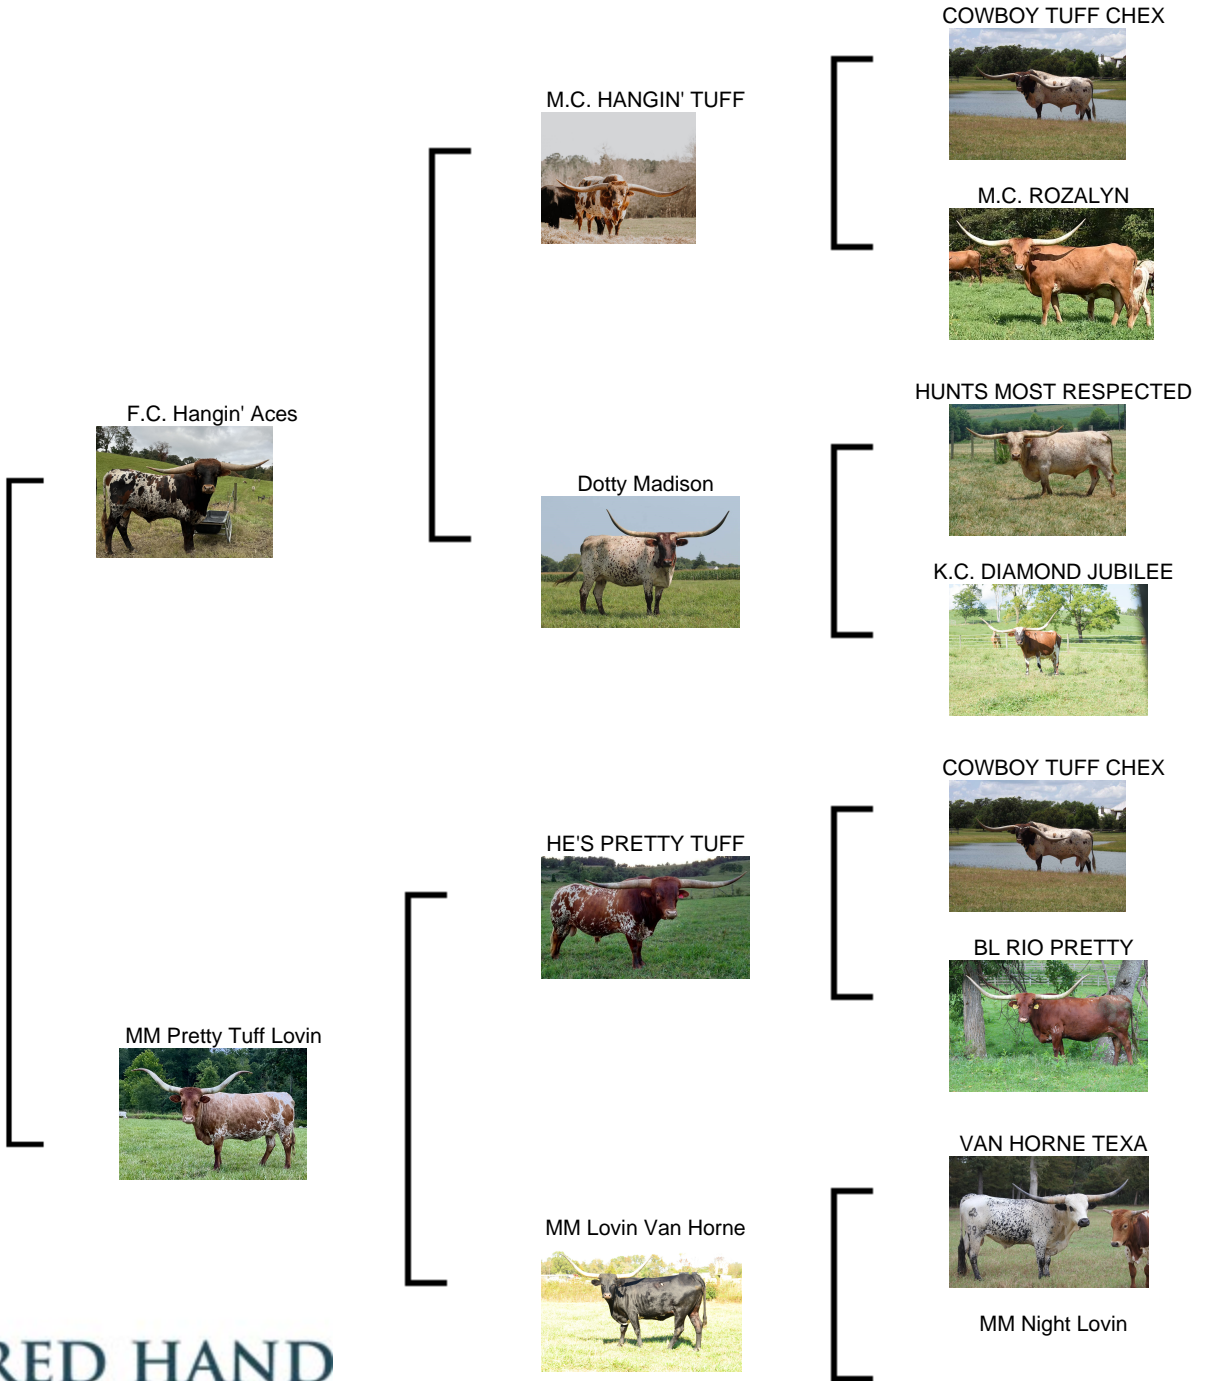 COWBOY TUFF CHEX
M.C. HANGIN' TUFF
M.C. ROZALYN
HUNTS MOST RESPECTED
F.C. Hangin' Aces
Dotty Madison
K.C. DIAMOND JUBILEE
COWBOY TUFF CHEX
HE'S PRETTY TUFF
BL RIO PRETTY
MM Pretty Tuff Lovin
VAN HORNE TEXA
MM Lovin Van Horne
MM Night Lovin
RED HAND